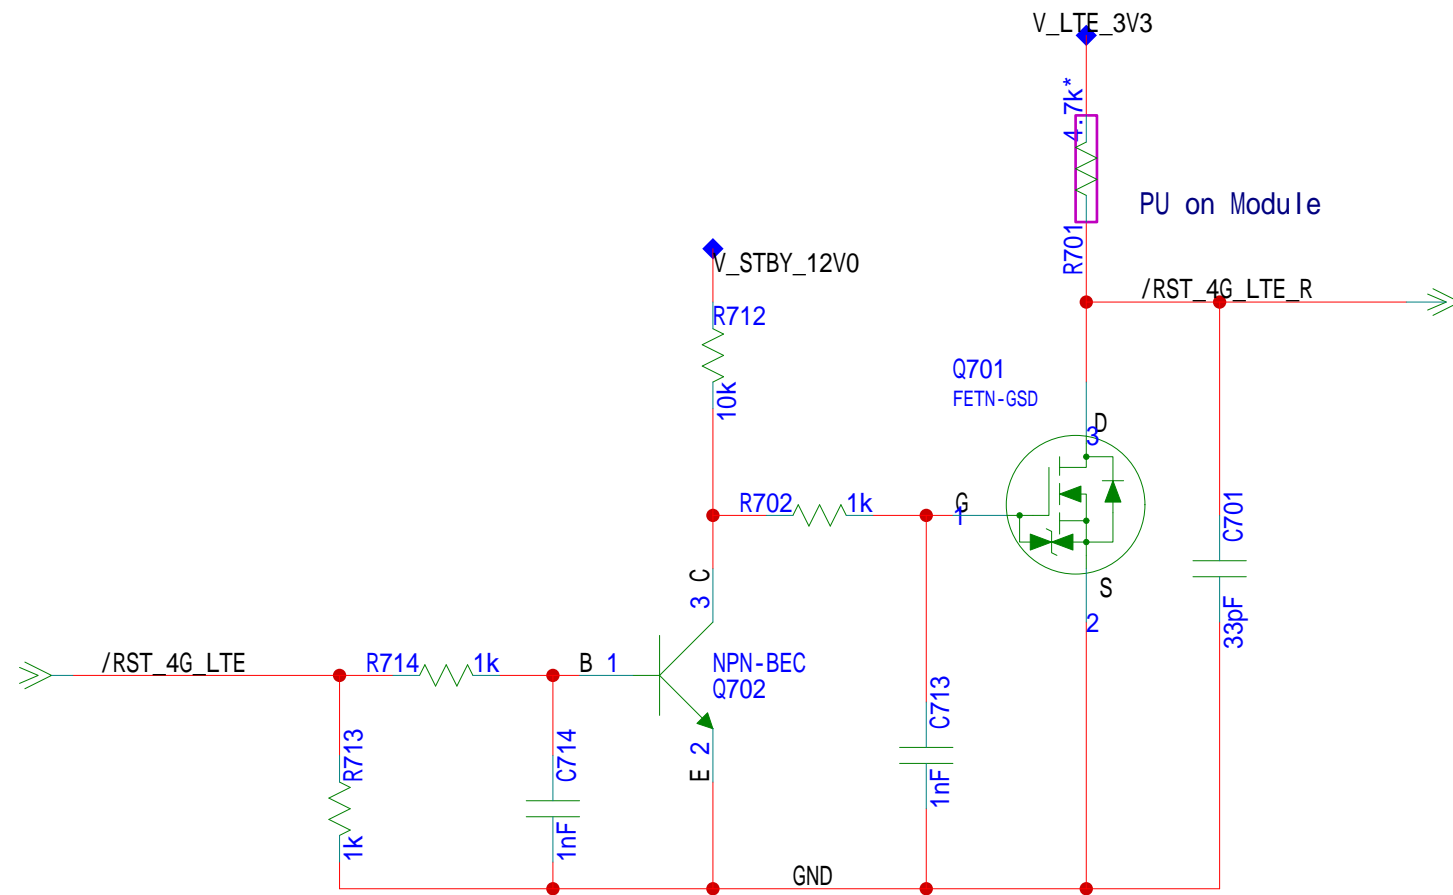 V_LTE_3V3
4.7k*
PU on Module
R701
V_STBY_12V0
/RST_4G_LTE_R
R712
10k
Q701
FETN-GSD
D
3
R702
1k
G
1
C701
S
C
3
2
33pF
/RST_4G_LTE
R714
1k
B
1
NPN-BEC
Q702
C713
R713
C714
2
E
1nF
1k
1nF
GND